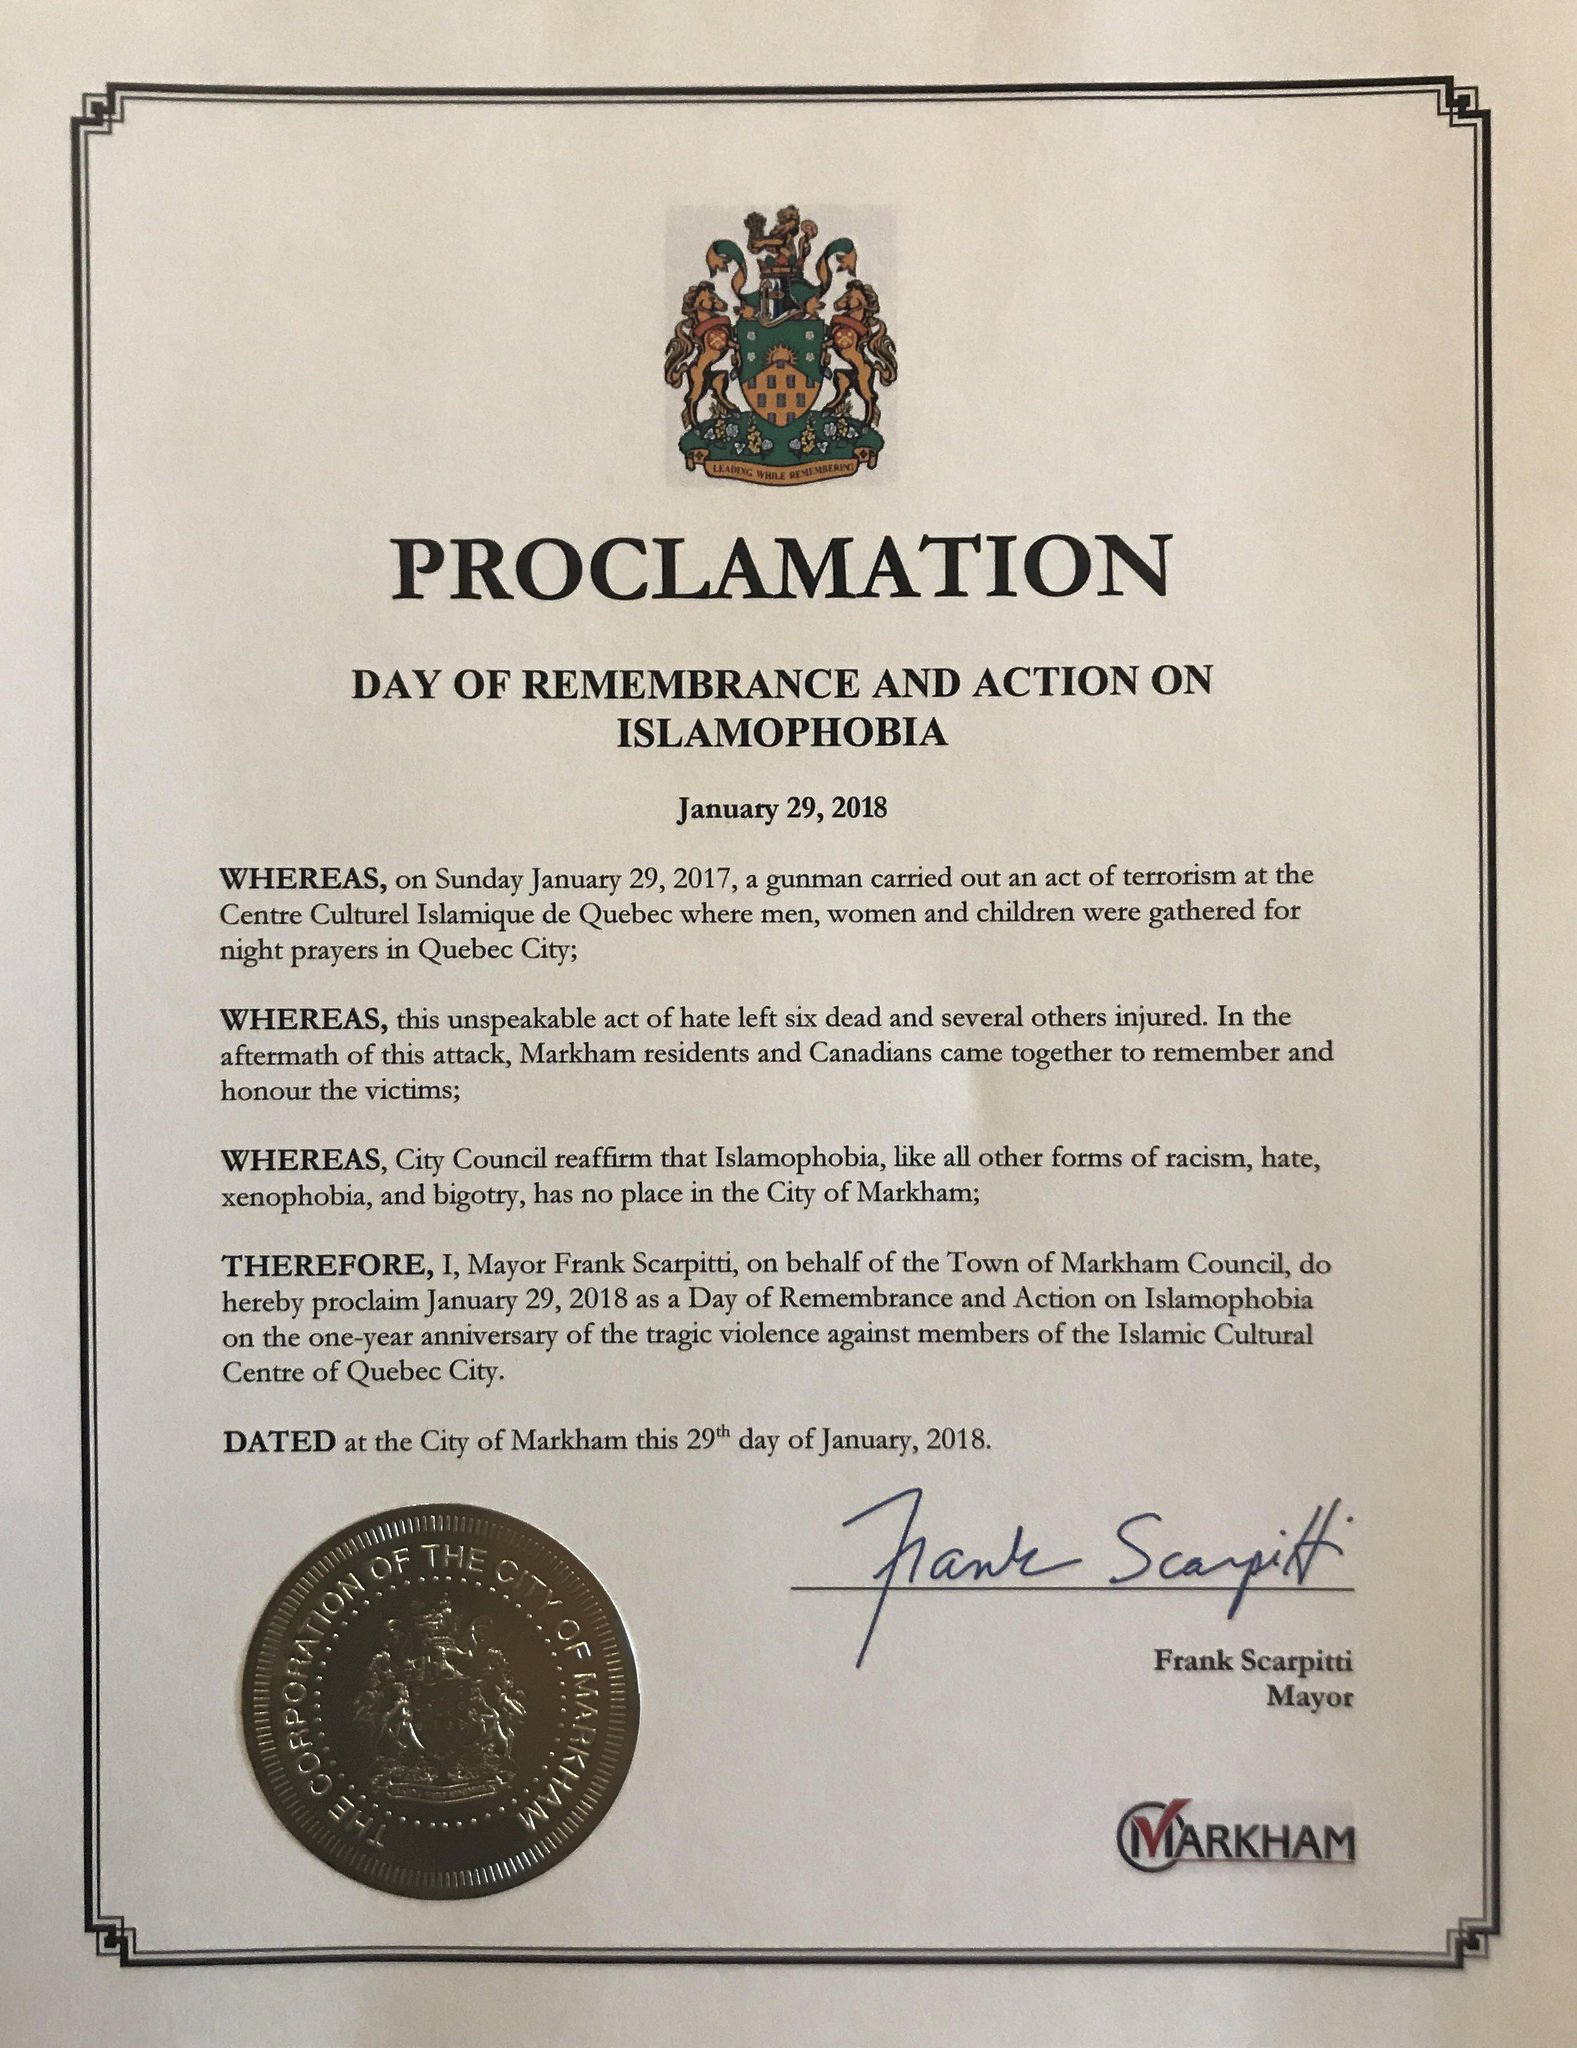 LEADING WHILE REMEMBERING
PROCLAMATION
DAY OF REMEMBRANCE AND ACTION ON
ISLAMOPHOBIA
January 29, 2018
WHEREAS, on Sunday January 29, 2017, a gunman carried out an act of terrorism at the
Centre Culturel Islamique de Quebec where men, women and children were gathered for
night prayers in Quebec City;
WHEREAS, this unspeakable act of hate left six dead and several others injured. In the
aftermath of this attack, Markham residents and Canadians came together to remember and
honour the victims;
WHEREAS, City Council reaffirm that Islamophobia, like all other forms of racism, hate,
xenophobia, and bigotry, has no place in the City of Markham;
THEREFORE, I, Mayor Frank Scarpitti, on behalf of the Town of Markham Council, do
hereby proclaim January 29, 2018 as a Day of Remembrance and Action on Islamophobia
on the one-year anniversary of the tragic violence against members of the Islamic Cultural
Centre of Quebec City.
DATED at the City of Markham this 29th day of January, 2018.
THE CORPORATION OF THE CITY OF MARKHAM
Frank Scarpitti
Frank Scarpitti
Mayor
MARKHAM